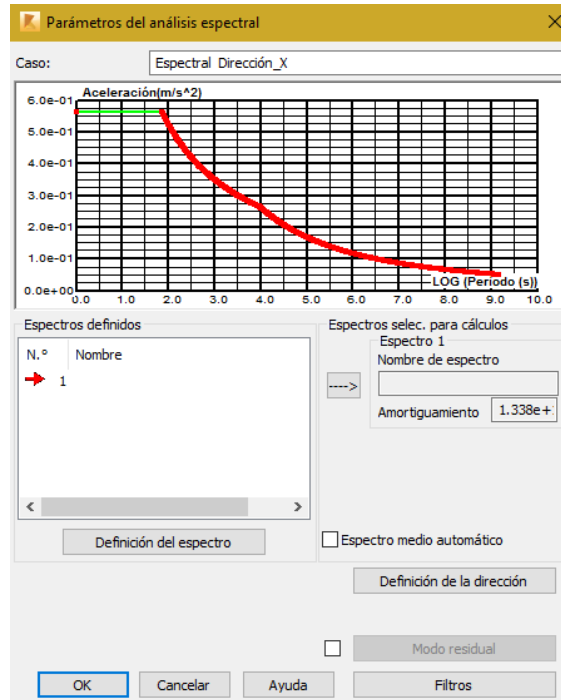 Parámetros del análisis espectral
Caso:
Espectral Dirección_X
Aceleración(m/s^2)
6.0e-01
5.0e-01
4.0e-01
3.0e-01
2.0e-01
1.0e-01
0.0e+00
LOG (Período (s))
0.0 1.0 2.0 3.0 4.0 5.0 6.0 7.0 8.0 9.0 10.0
Espectros definidos
N.º Nombre
1
Definición del espectro
Espectros selec. para cálculos
Espectro 1
Nombre de espectro
---->
Amortiguamiento 1.338e+
Espectro medio automático
Definición de la dirección
Modo residual
OK Cancelar Ayuda Filtros